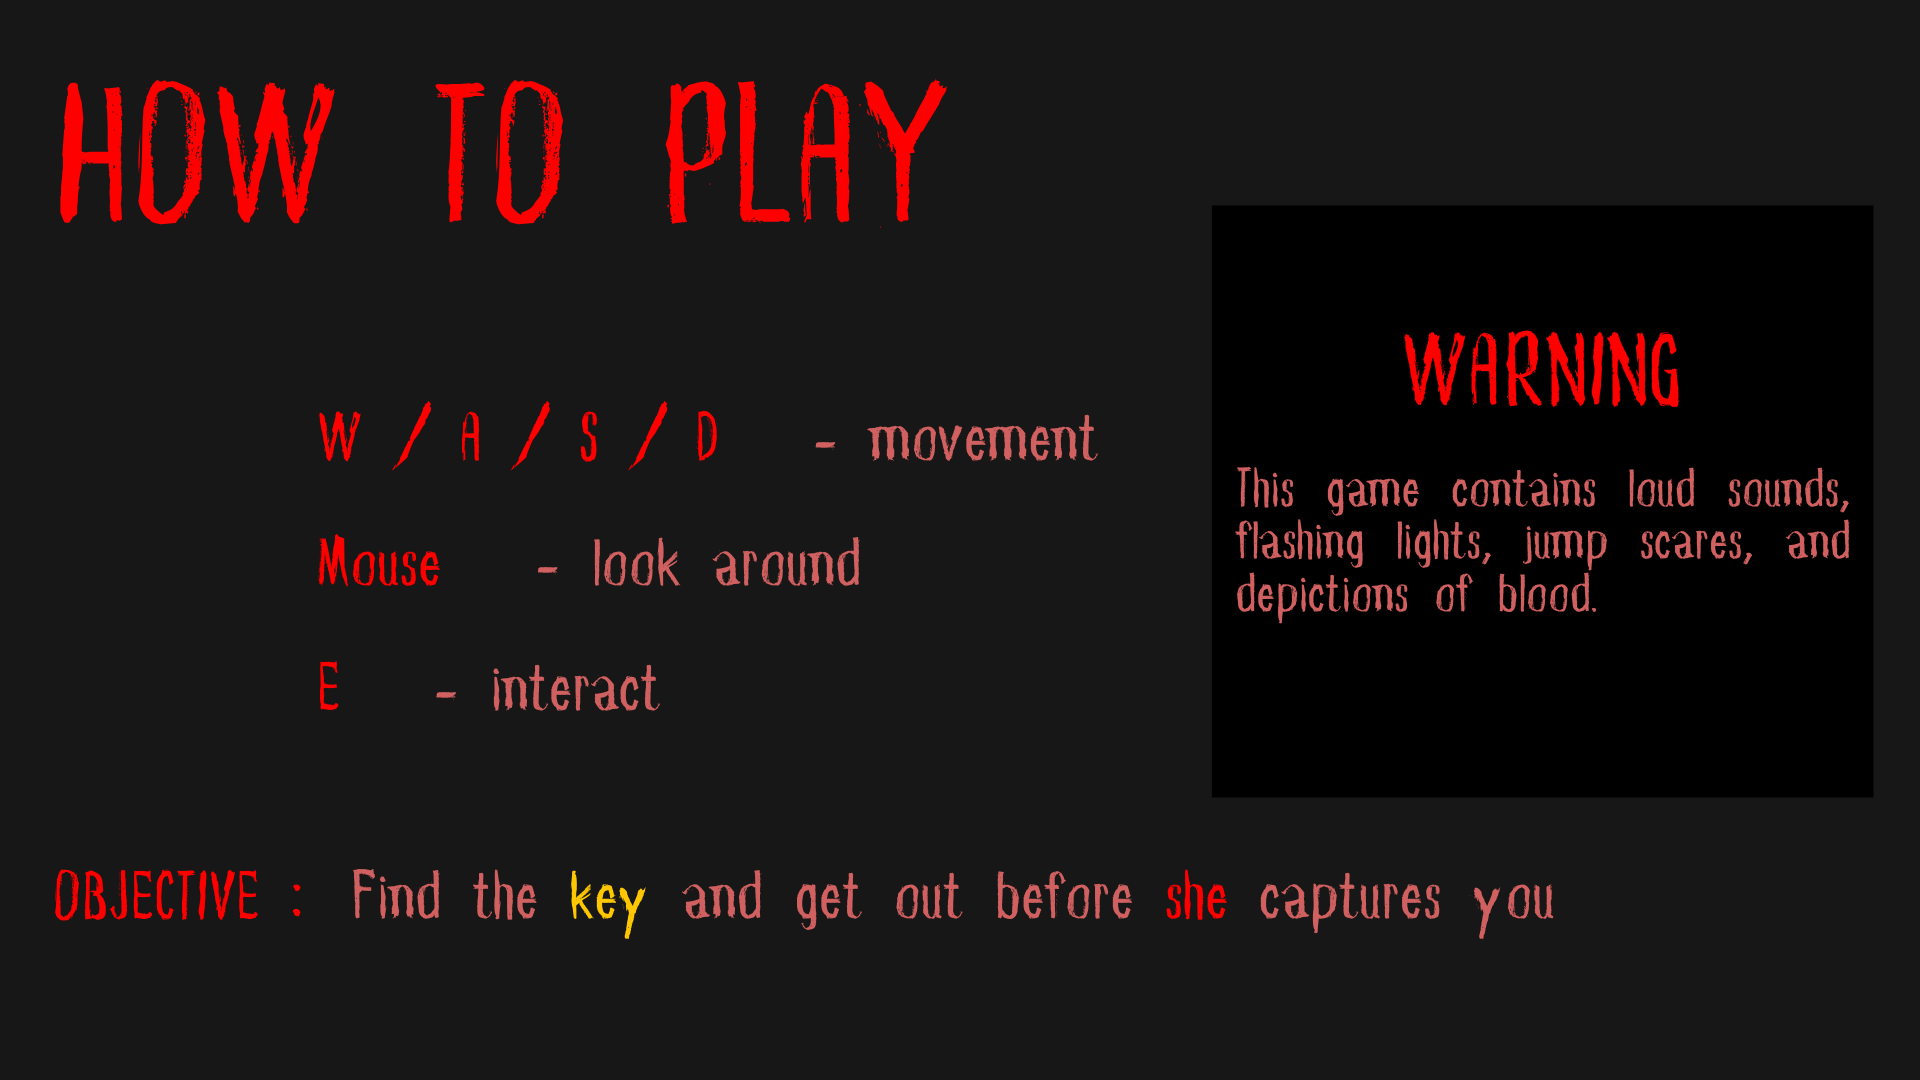 HOW TO PLAY
W / A / S / D - movement
Mouse - look around
E - interact
WARNING
This game contains loud sounds,
flashing lights, jump scares, and
depictions of blood.
OBJECTIVE : Find the key and get out before she captures you